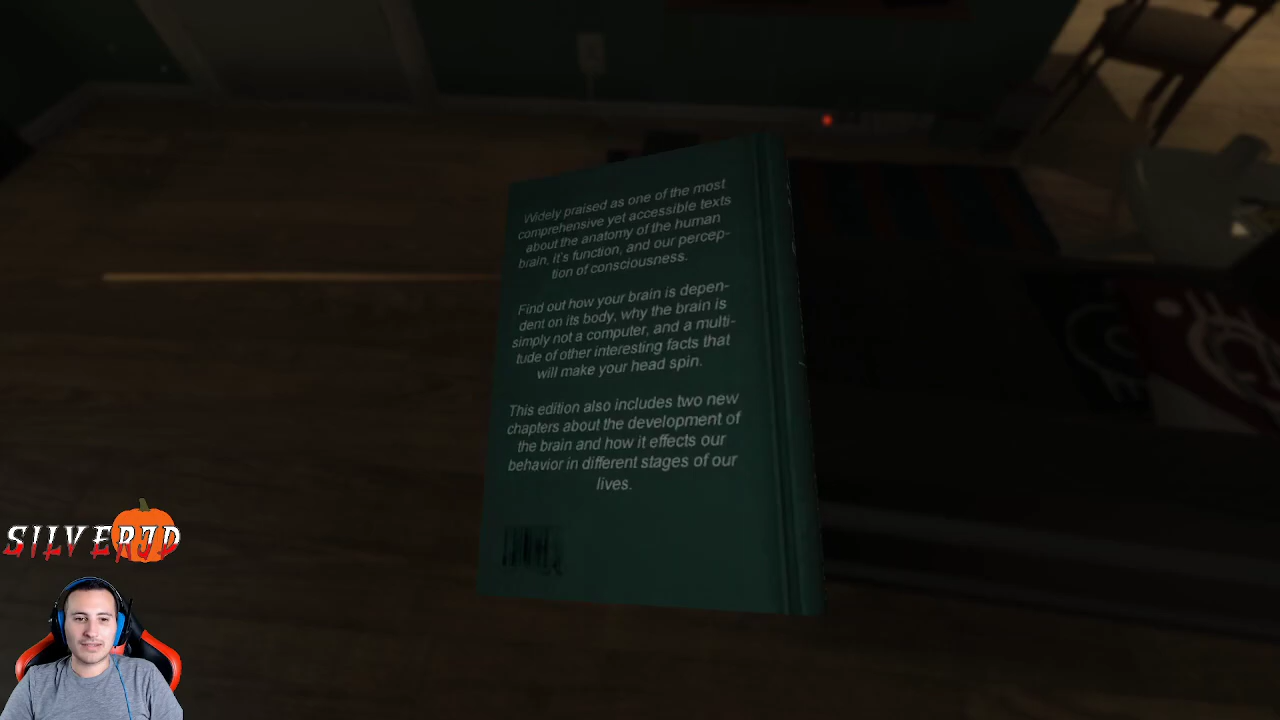 Widely praised as one of the most
comprehensive yet accessible texts
about the anatomy of the human
brain, it's function, and our percep-
tion of consciousness.
Find out how your brain is depen-
dent on its body, why the brain is
simply not a computer, and a multi-
tude of other interesting facts that
will make your head spin.
This edition also includes two new
chapters about the development of
the brain and how it effects our
behavior in different stages of our
lives.
SILVERJD